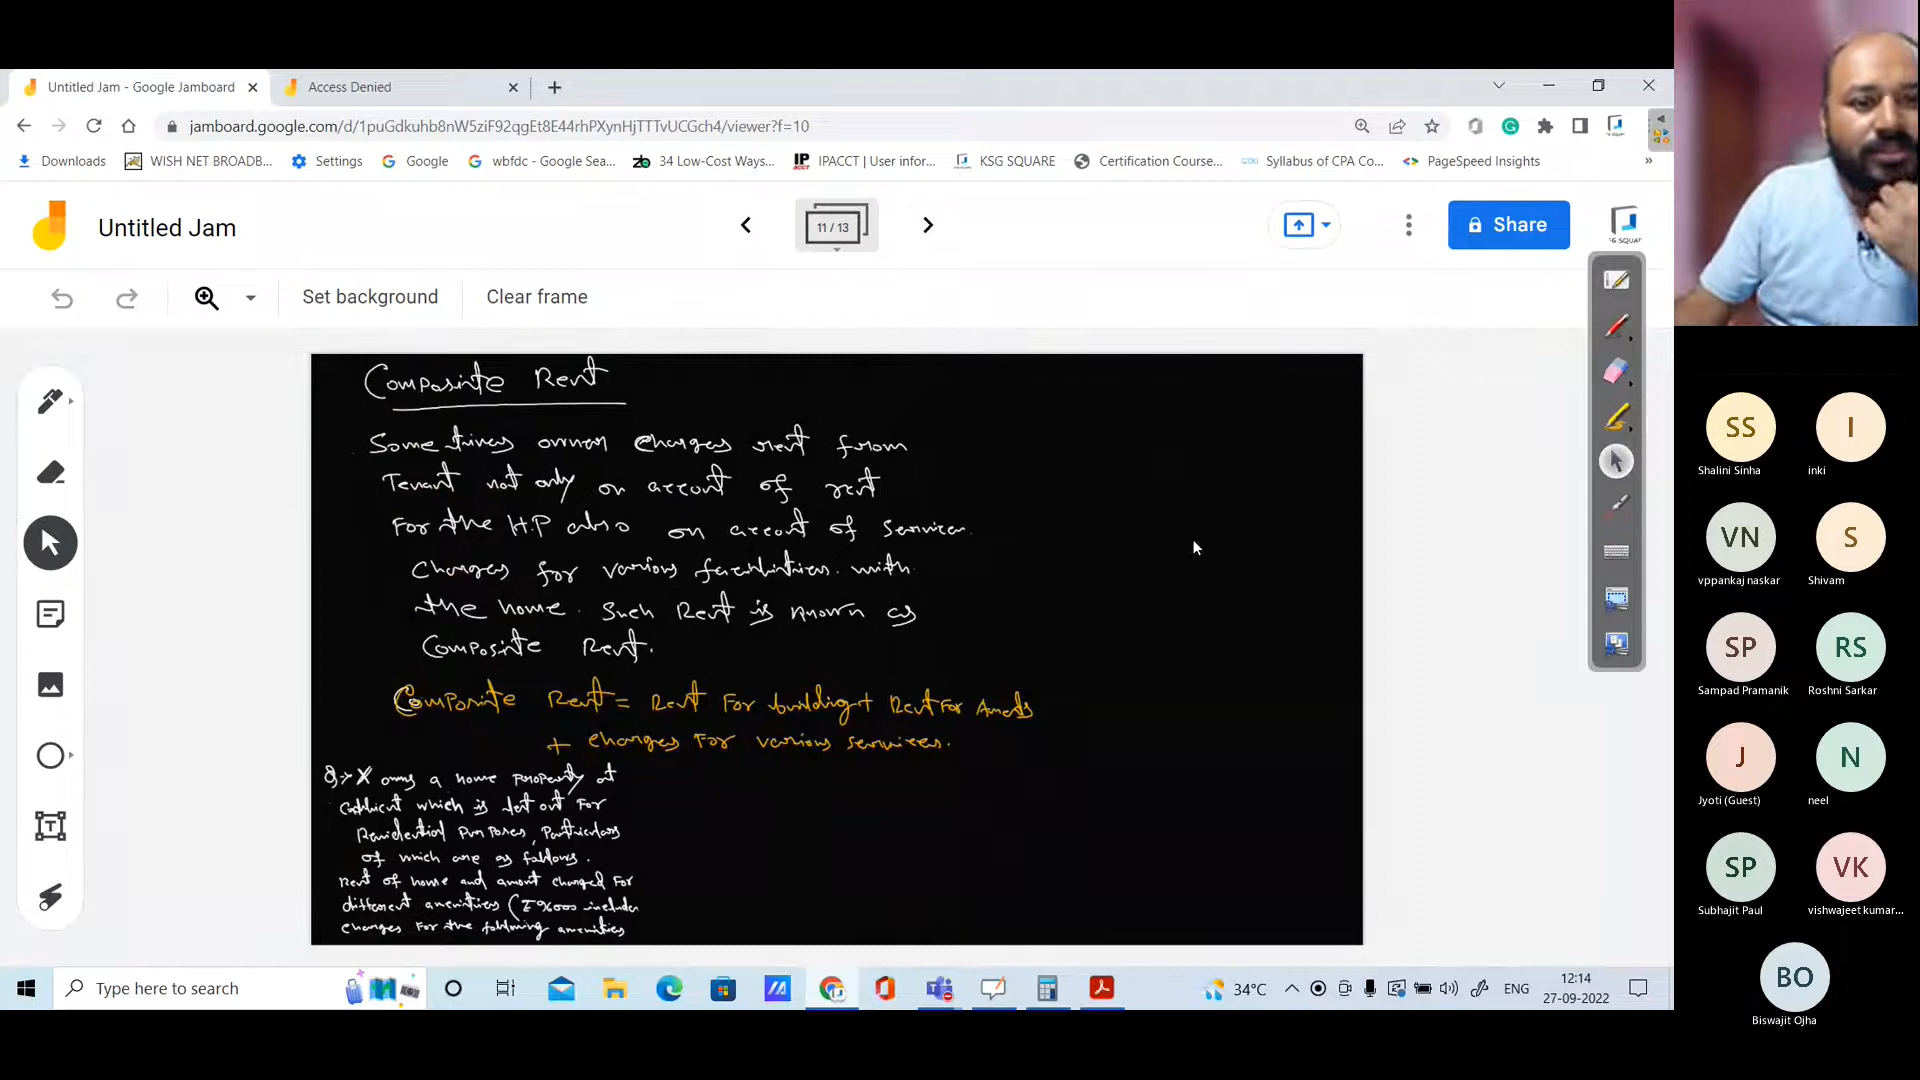 Untitled Jam - Google Jamboard
Access Denied
jamboard.google.com/d/1puGdkuhb8nW5ziF92qgEt8E44rhPXynHjTTTvUCGch4/viewer?f=10
Downloads
WISH NET BROADB...
Settings
Google
wbfdc - Google Sea...
34 Low-Cost Ways...
IPACCT | User infor...
KSG SQUARE
Certification Course...
Syllabus of CPA Co...
PageSpeed Insights
Untitled Jam
11 / 13
Share
Set background
Clear frame
Composite Rent
Sometimes owner charges rent from
Tenant not only on account of rent
For the H.P also on account of service
Charges for various facilities with
the home. Such Rent is known as
Composite Rent.
Composite Rent = Rent For building + Rent For Assets
+ charges For various services.
Q:-> X owns a home property at
which is let out for
Residential Purposes, Particulars
of which are as follows.
Rent of home and amount charged For
different amenities (₹ includes
charges For the following amenities
SS
Shalini Sinha
I
inki
VN
vppankaj naskar
S
Shivam
SP
Sampad Pramanik
RS
Roshni Sarkar
J
Jyoti (Guest)
N
neel
SP
Subhajit Paul
VK
vishwajeet kumar...
BO
Biswajit Ojha
Type here to search
34°C
ENG
12:14
27-09-2022